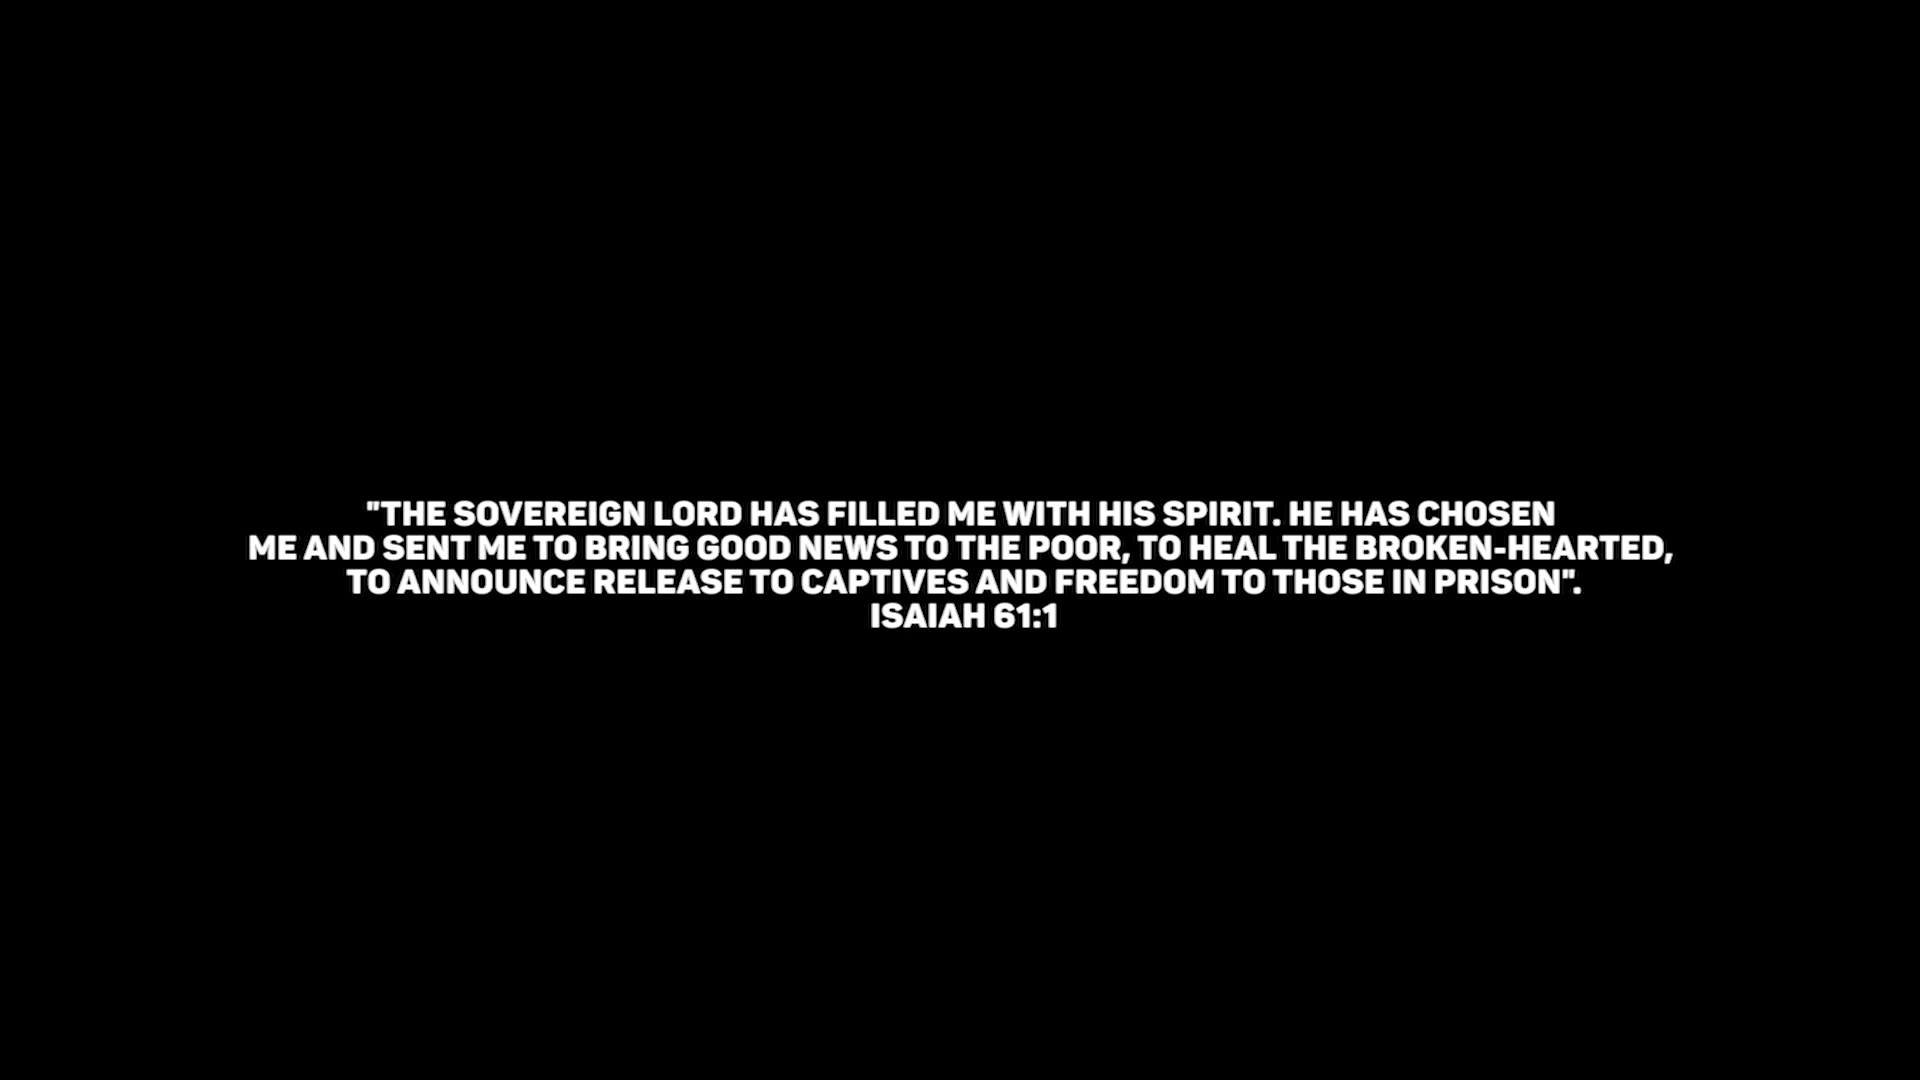 "THE SOVEREIGN LORD HAS FILLED ME WITH HIS SPIRIT. HE HAS CHOSEN
ME AND SENT ME TO BRING GOOD NEWS TO THE POOR, TO HEAL THE BROKEN-HEARTED,
TO ANNOUNCE RELEASE TO CAPTIVES AND FREEDOM TO THOSE IN PRISON".
ISAIAH 61:1